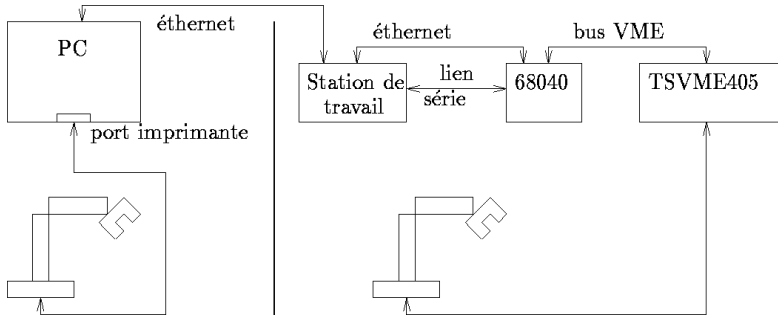 éthernet
PC
port imprimante
éthernet
bus VME
Station de
travail
lien
série
68040
TSVME405